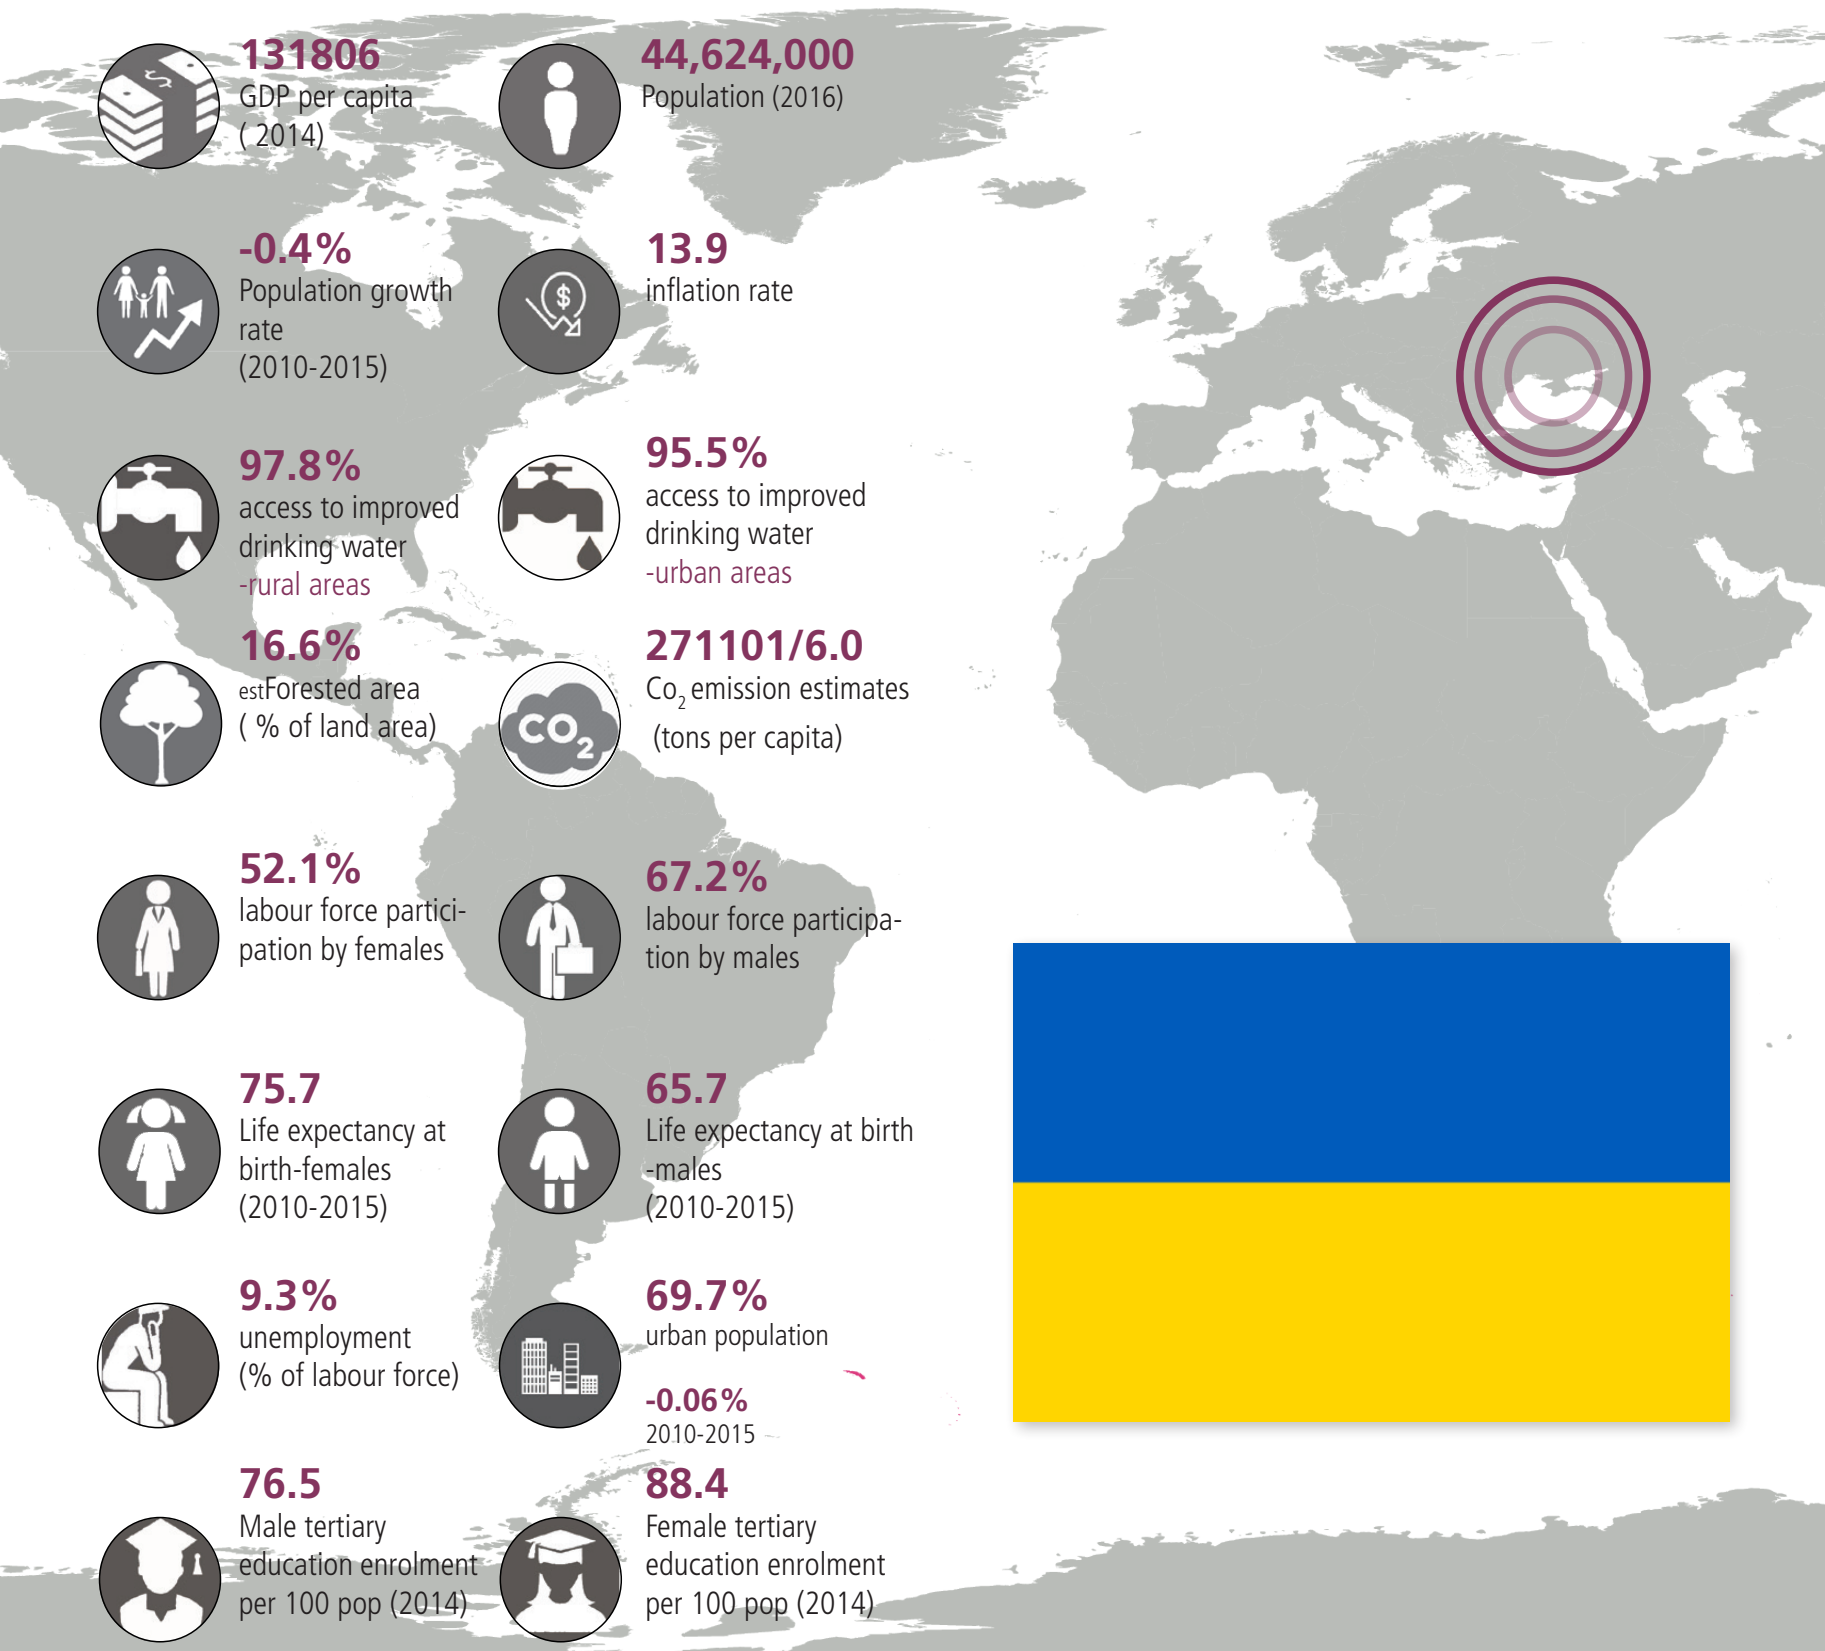 131806
GDP per capita
( 2014)
44,624,000
Population (2016)
-0.4%
Population growth
rate
(2010-2015)
13.9
inflation rate
$
97.8%
access to improved
drinking water
-rural areas
95.5%
access to improved
drinking water
-urban areas
16.6%
estForested area
( % of land area)
271101/6.0
Co2 emission estimates
(tons per capita)
CO2
52.1%
labour force partici-
pation by females
67.2%
labour force participa-
tion by males
75.7
Life expectancy at
birth-females
(2010-2015)
65.7
Life expectancy at birth
-males
(2010-2015)
9.3%
unemployment
(% of labour force)
69.7%
urban population
-0.06%
2010-2015
76.5
Male tertiary
education enrolment
per 100 pop (2014)
88.4
Female tertiary
education enrolment
per 100 pop (2014)